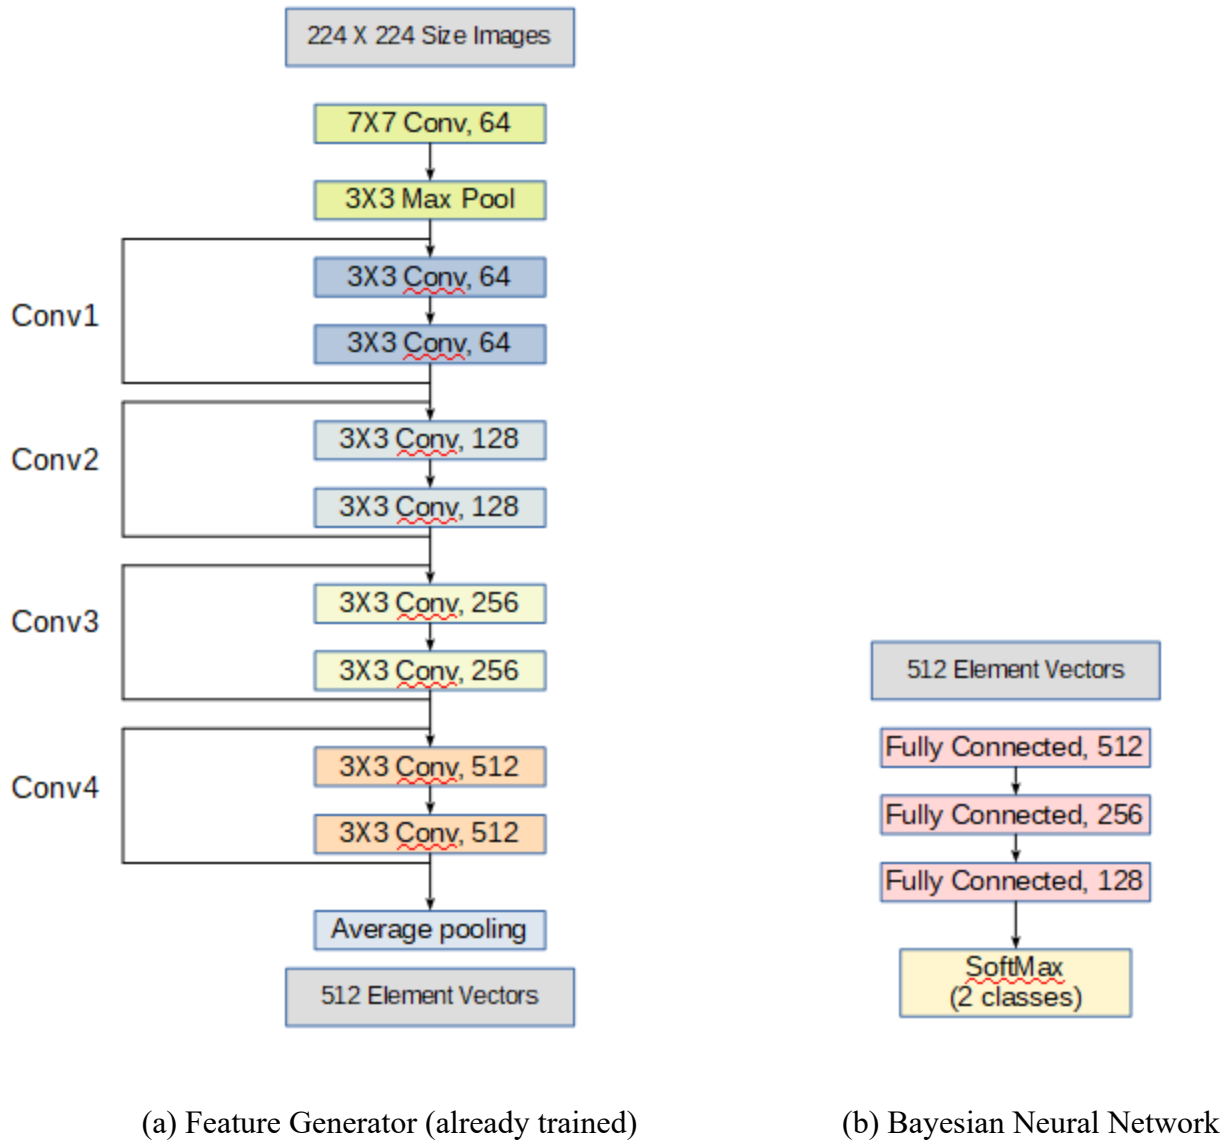 224 X 224 Size Images
7X7 Conv, 64
3X3 Max Pool
Conv1
3X3 Conv, 64
3X3 Conv, 64
Conv2
3X3 Conv, 128
3X3 Conv, 128
Conv3
3X3 Conv, 256
3X3 Conv, 256
Conv4
3X3 Conv, 512
3X3 Conv, 512
Average pooling
512 Element Vectors
(a) Feature Generator (already trained)
512 Element Vectors
Fully Connected, 512
Fully Connected, 256
Fully Connected, 128
SoftMax
(2 classes)
(b) Bayesian Neural Network